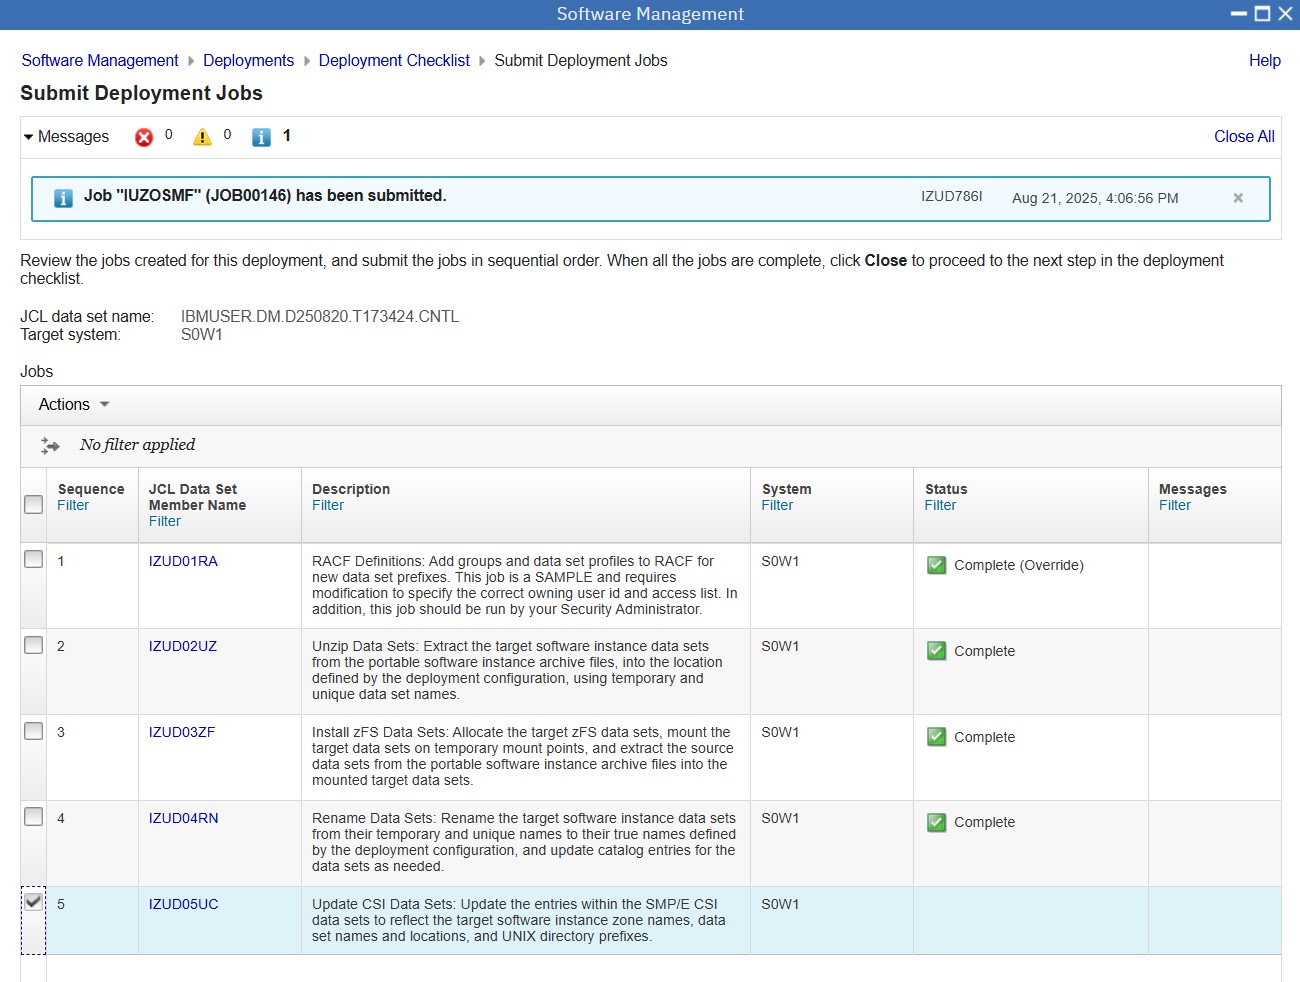 Software Management
Software Management Deployments Deployment Checklist Submit Deployment Jobs Help
Submit Deployment Jobs
Messages 0 0 1 Close All
Job "IUZOSMF" (JOB00146) has been submitted. IZUD786I Aug 21, 2025, 4:06:56 PM
Review the jobs created for this deployment, and submit the jobs in sequential order. When all the jobs are complete, click Close to proceed to the next step in the deployment
checklist.
JCL data set name: IBMUSER.DM.D250820.T173424.CNTL
Target system: S0W1
Jobs
Actions
No filter applied
Sequence
Filter
JCL Data Set
Member Name
Filter
Description
Filter
System
Filter
Status
Filter
Messages
Filter
1
IZUD01RA
RACF Definitions: Add groups and data set profiles to RACF for
new data set prefixes. This job is a SAMPLE and requires
modification to specify the correct owning user id and access list. In
addition, this job should be run by your Security Administrator.
S0W1
Complete (Override)
2
IZUD02UZ
Unzip Data Sets: Extract the target software instance data sets
from the portable software instance archive files, into the location
defined by the deployment configuration, using temporary and
unique data set names.
S0W1
Complete
3
IZUD03ZF
Install zFS Data Sets: Allocate the target zFS data sets, mount the
target data sets on temporary mount points, and extract the source
data sets from the portable software instance archive files into the
mounted target data sets.
S0W1
Complete
4
IZUD04RN
Rename Data Sets: Rename the target software instance data sets
from their temporary and unique names to their true names defined
by the deployment configuration, and update catalog entries for the
data sets as needed.
S0W1
Complete
5
IZUD05UC
Update CSI Data Sets: Update the entries within the SMP/E CSI
data sets to reflect the target software instance zone names, data
set names and locations, and UNIX directory prefixes.
S0W1